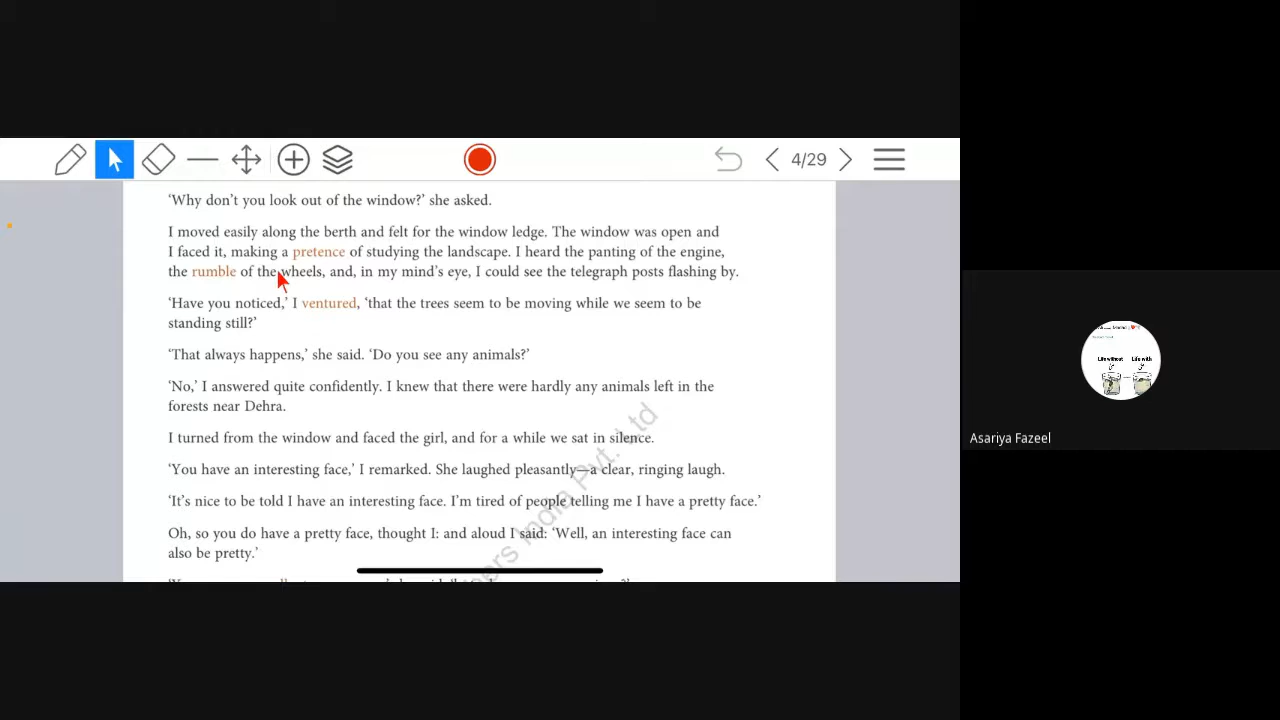 4/29
‘Why don’t you look out of the window?’ she asked.
I moved easily along the berth and felt for the window ledge. The window was open and
I faced it, making a pretence of studying the landscape. I heard the panting of the engine,
the rumble of the wheels, and, in my mind’s eye, I could see the telegraph posts flashing by.
‘Have you noticed,’ I ventured, ‘that the trees seem to be moving while we seem to be
standing still?’
‘That always happens,’ she said. ‘Do you see any animals?’
‘No,’ I answered quite confidently. I knew that there were hardly any animals left in the
forests near Dehra.
I turned from the window and faced the girl, and for a while we sat in silence.
‘You have an interesting face,’ I remarked. She laughed pleasantly—a clear, ringing laugh.
‘It’s nice to be told I have an interesting face. I’m tired of people telling me I have a pretty face.’
Oh, so you do have a pretty face, thought I: and aloud I said: ‘Well, an interesting face can
also be pretty.’
India Pvt. Ltd
Life without
Life with
Asariya Fazeel